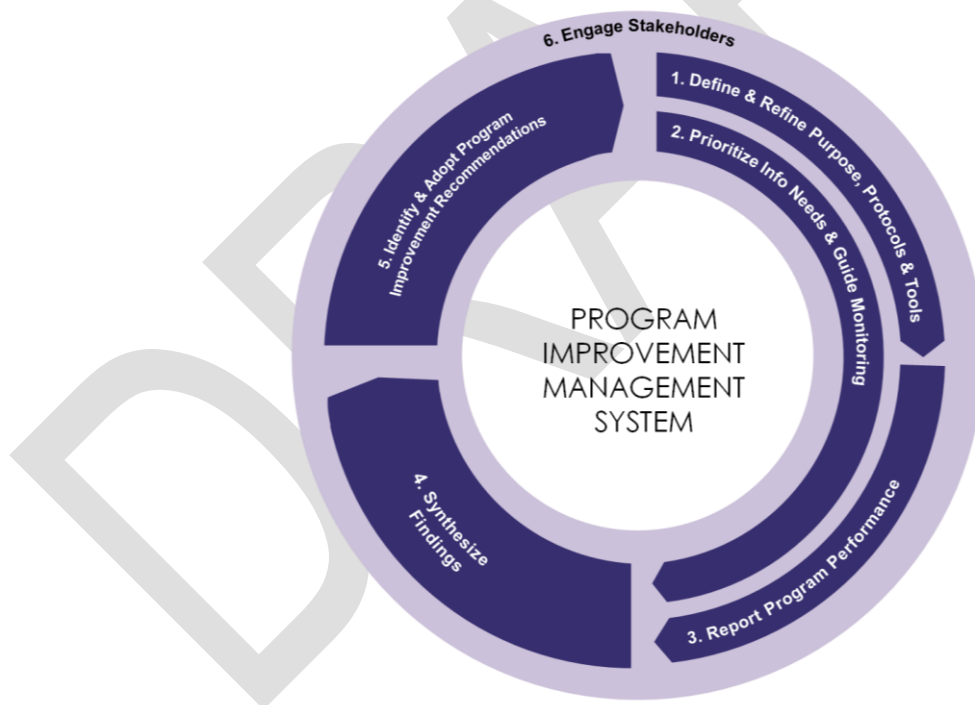 6. Engage Stakeholders
1. Define & Refine Purpose, Protocols & Tools
2. Prioritize Info Needs & Guide Monitoring
3. Report Program Performance
4. Synthesize
Findings
5. Identify & Adopt Program
Improvement Recommendations
PROGRAM
IMPROVEMENT
MANAGEMENT
SYSTEM
DRA